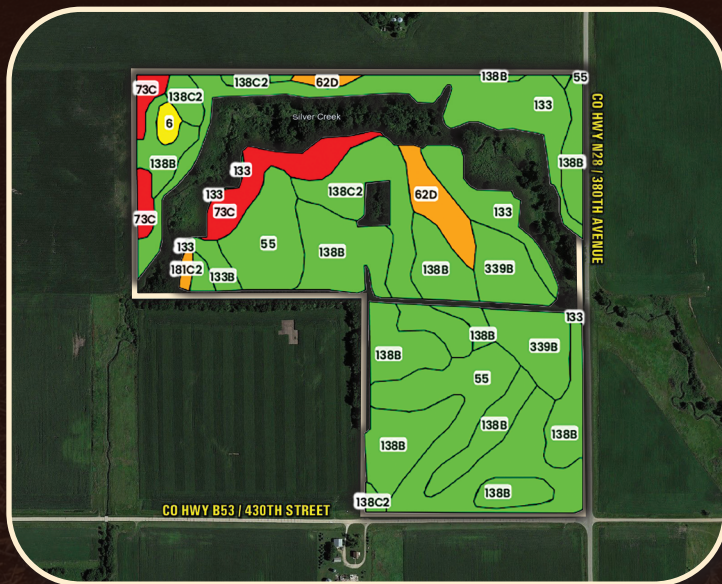 138C2
62D
138B
55
73C
138C2
133
6
Silver Creek
138B
133
138B
133
73C
73C
138C2
62D
133
133
181C2
133B
55
138B
138B
339B
CO HWY N28 / 380TH AVENUE
133
138B
138B
339B
55
138B
138B
138B
138B
138C2
CO HWY B53 / 430TH STREET